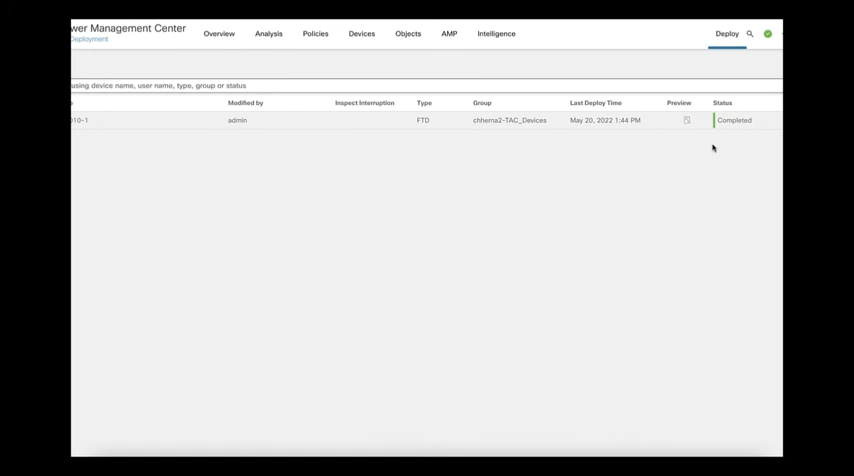 wer Management Center
Deployment
Overview Analysis Policies Devices Objects AMP Intelligence Deploy
using device name, user name, type, group or status
Modified by Inspect Interruption Type Group Last Deploy Time Preview Status
010-1 admin FTD chherna2-TAC_Devices May 20, 2022 1:44 PM Completed